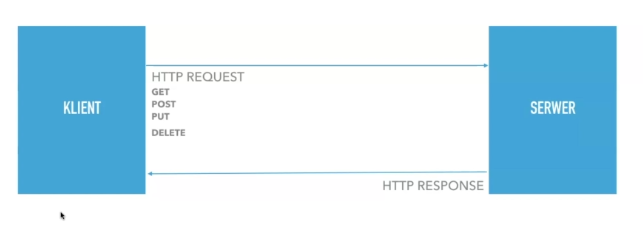 KLIENT
HTTP REQUEST
GET
POST
PUT
DELETE
SERWER
HTTP RESPONSE